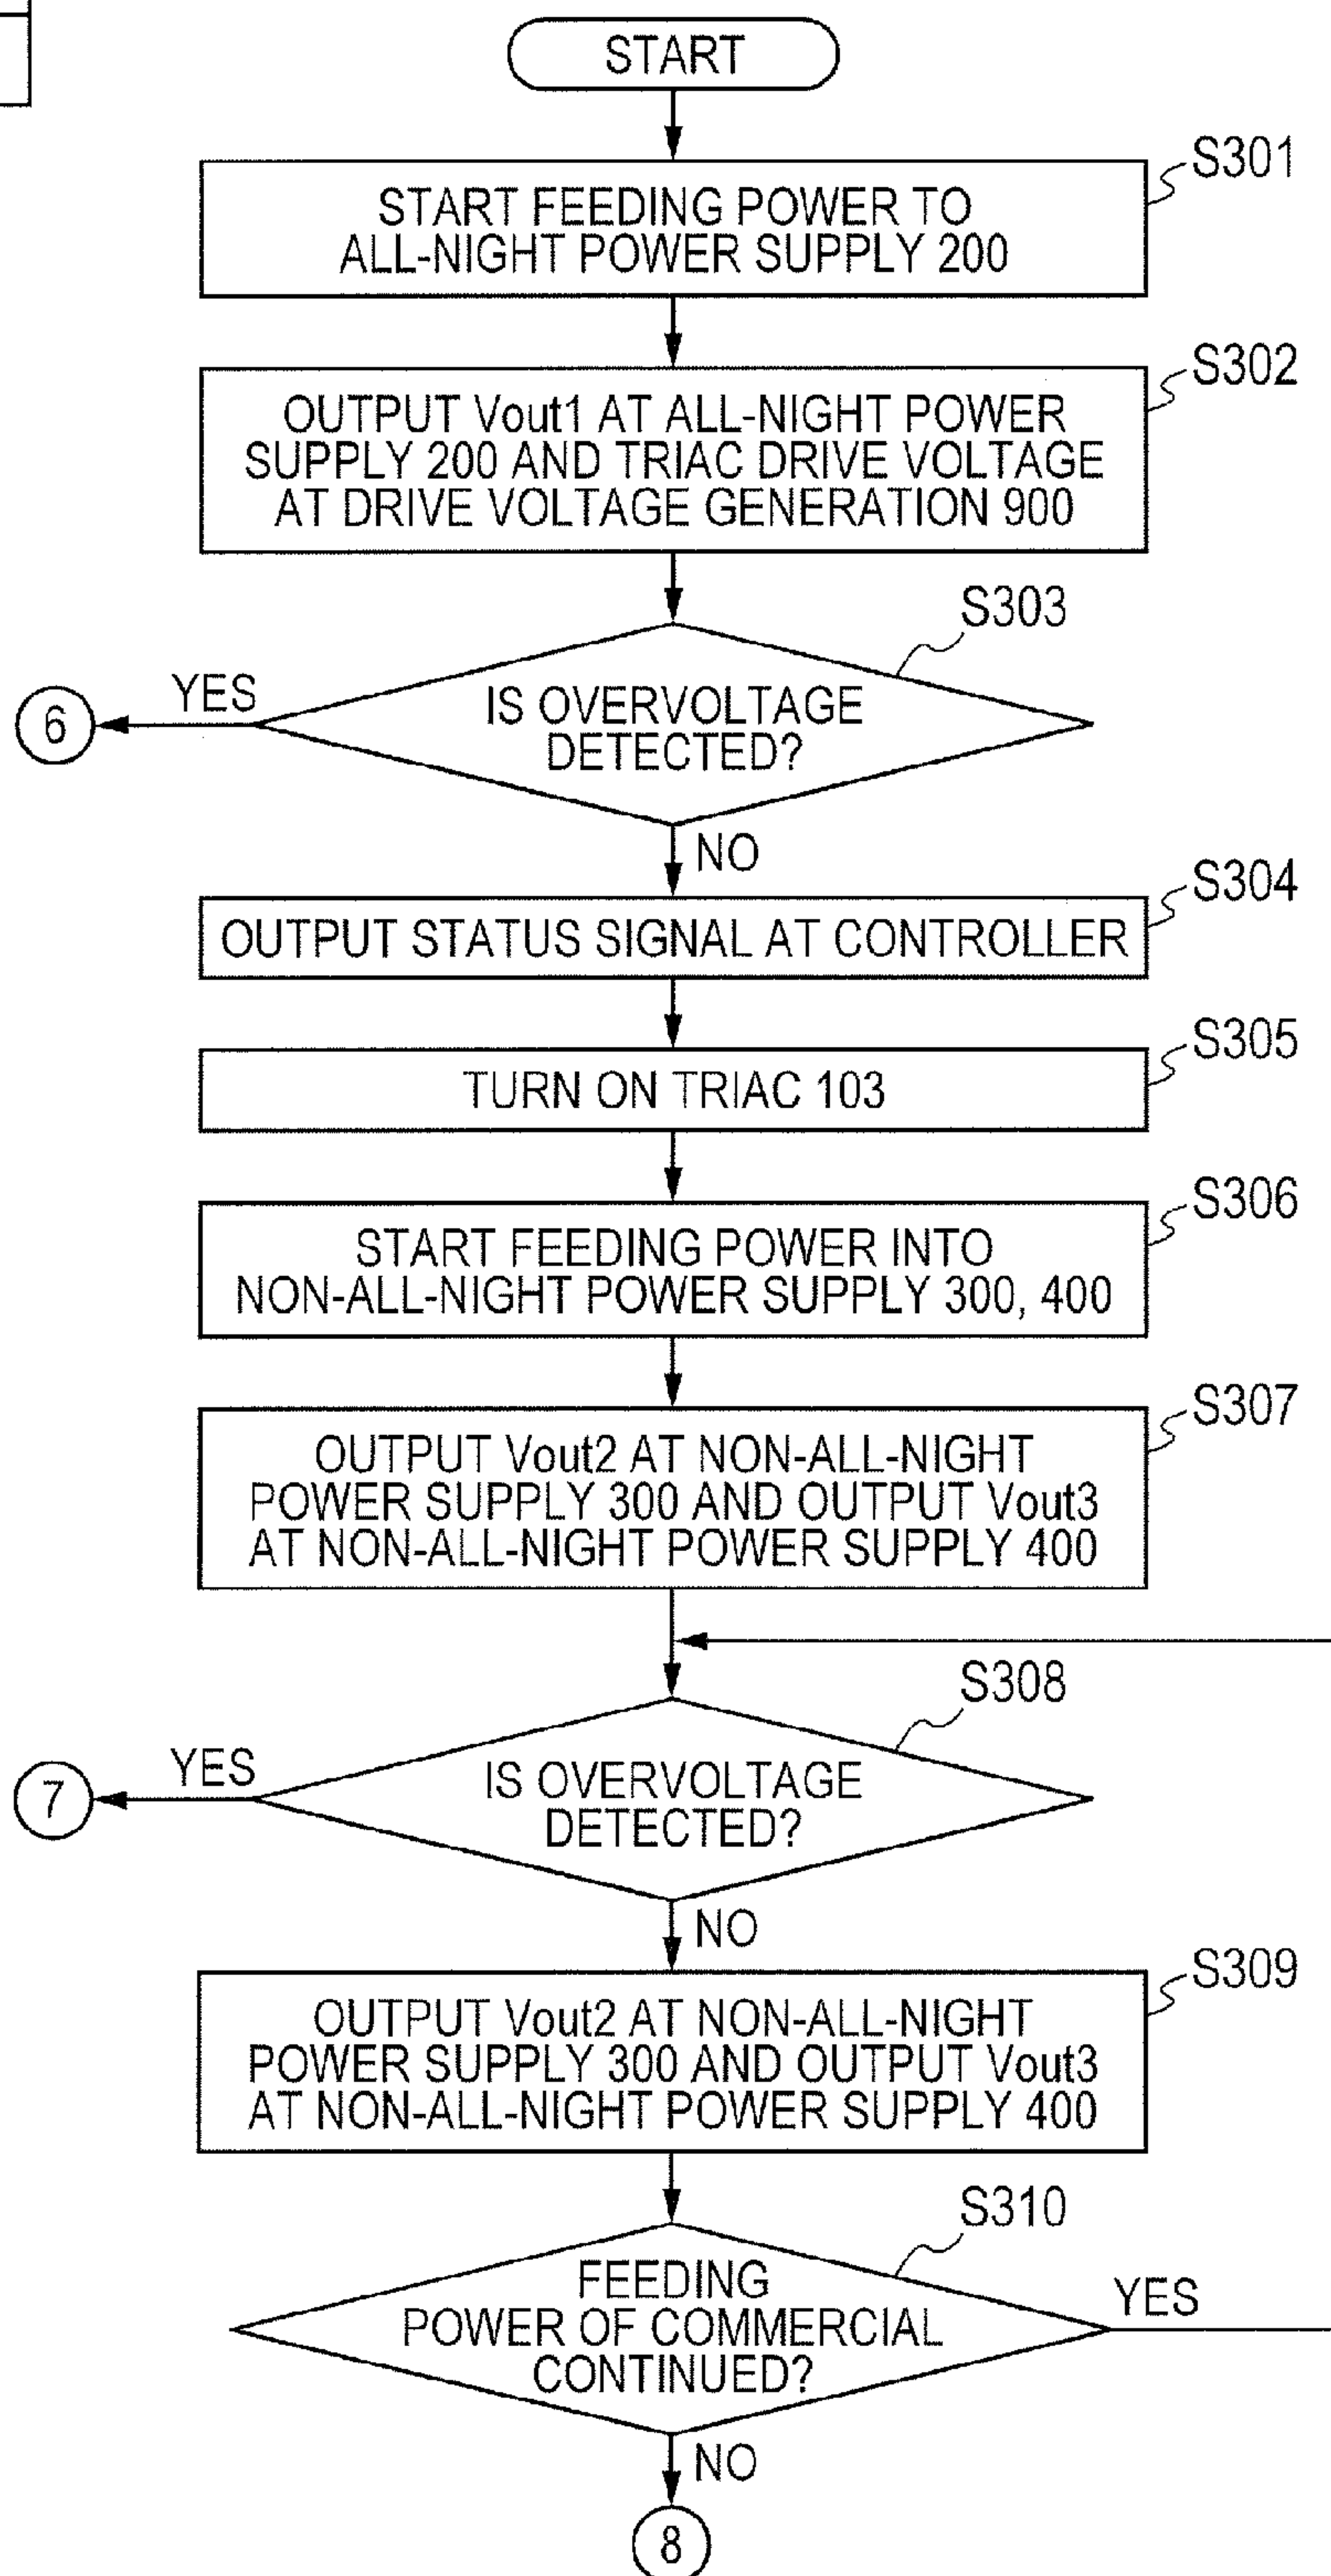 START
S301
START FEEDING POWER TO
ALL-NIGHT POWER SUPPLY 200
S302
OUTPUT Vout1 AT ALL-NIGHT POWER
SUPPLY 200 AND TRIAC DRIVE VOLTAGE
AT DRIVE VOLTAGE GENERATION 900
S303
YES
6
IS OVERVOLTAGE
DETECTED?
NO
S304
OUTPUT STATUS SIGNAL AT CONTROLLER
S305
TURN ON TRIAC 103
S306
START FEEDING POWER INTO
NON-ALL-NIGHT POWER SUPPLY 300, 400
S307
OUTPUT Vout2 AT NON-ALL-NIGHT
POWER SUPPLY 300 AND OUTPUT Vout3
AT NON-ALL-NIGHT POWER SUPPLY 400
S308
YES
7
IS OVERVOLTAGE
DETECTED?
NO
S309
OUTPUT Vout2 AT NON-ALL-NIGHT
POWER SUPPLY 300 AND OUTPUT Vout3
AT NON-ALL-NIGHT POWER SUPPLY 400
S310
FEEDING
POWER OF COMMERCIAL
CONTINUED?
YES
NO
8